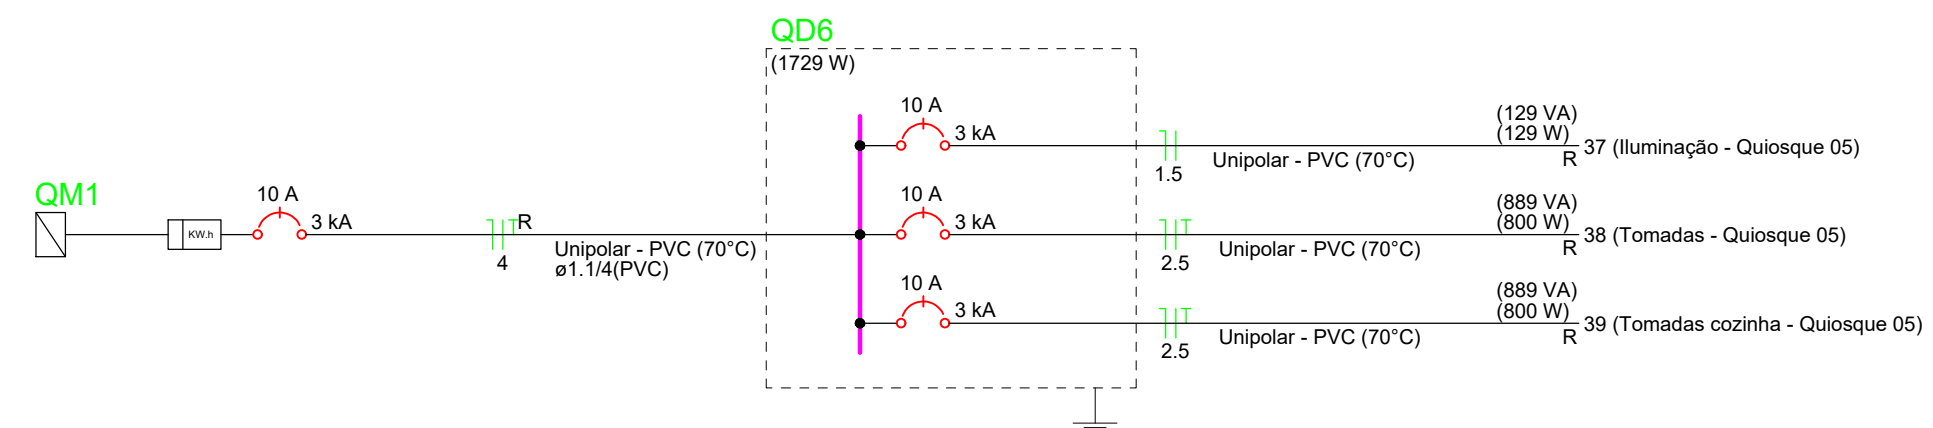 QD6
(1729 W)
10 A
3 kA
1.5
Unipolar - PVC (70°C)
(129 VA)
(129 W)
R
37 (Iluminação - Quiosque 05)
QM1
KW.h
10 A
3 kA
T
R
4
Unipolar - PVC (70°C)
ø1.1/4(PVC)
10 A
3 kA
T
2.5
Unipolar - PVC (70°C)
(889 VA)
(800 W)
R
38 (Tomadas - Quiosque 05)
10 A
3 kA
T
2.5
Unipolar - PVC (70°C)
(889 VA)
(800 W)
R
39 (Tomadas cozinha - Quiosque 05)